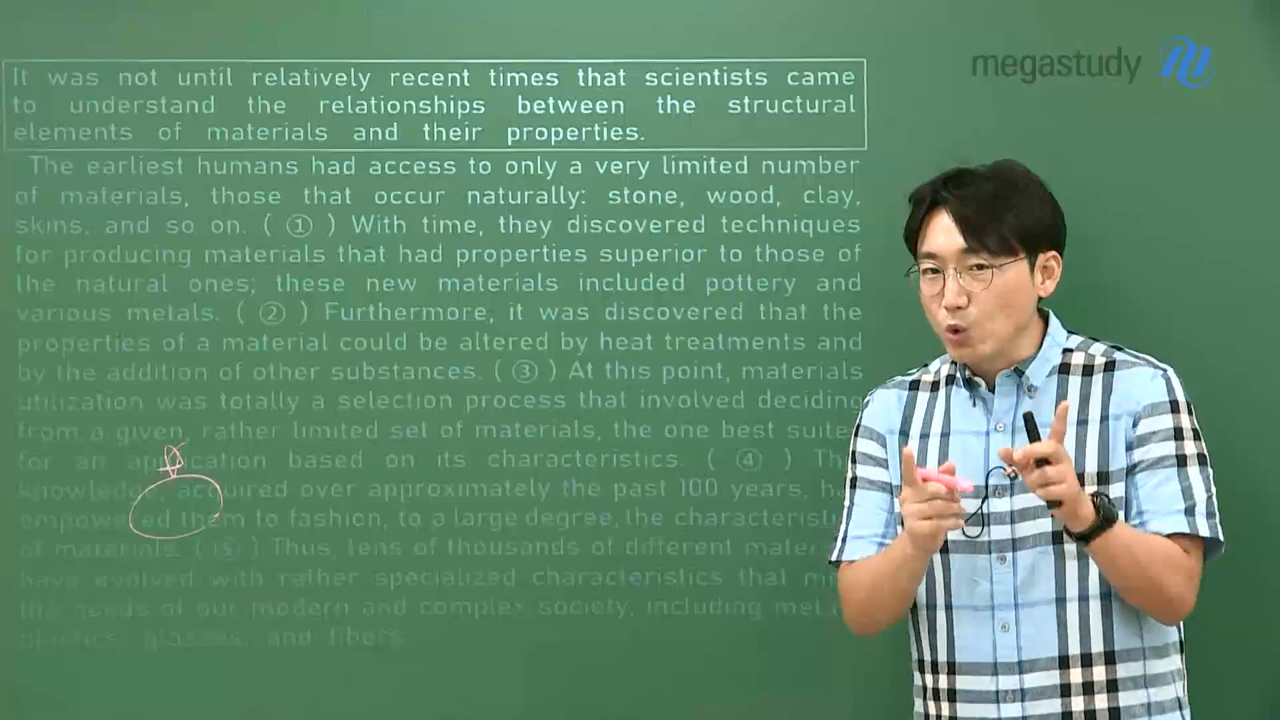 megastudy
It was not until relatively recent times that scientists came
to understand the relationships between the structural
elements of materials and their properties.
The earliest humans had access to only a very limited number
of materials, those that occur naturally: stone, wood, clay,
skins, and so on. ( ① ) With time, they discovered techniques
for producing materials that had properties superior to those of
the natural ones; these new materials included pottery and
various metals. ( ② ) Furthermore, it was discovered that the
properties of a material could be altered by heat treatments and
by the addition of other substances. ( ③ ) At this point, materials
utilization was totally a selection process that involved deciding
from a given, rather limited set of materials, the one best suite
for an application based on its characteristics. ( ④ ) Th
knowledge, acquired over approximately the past 100 years, h
empowered them to fashion, to a large degree, the characteristi
of materials. ( ⑤ ) Thus, tens of thousands of different mater
have evolved with rather specialized characteristics that m
the needs of our modern and complex society, including met
plastics, glasses, and fibers.